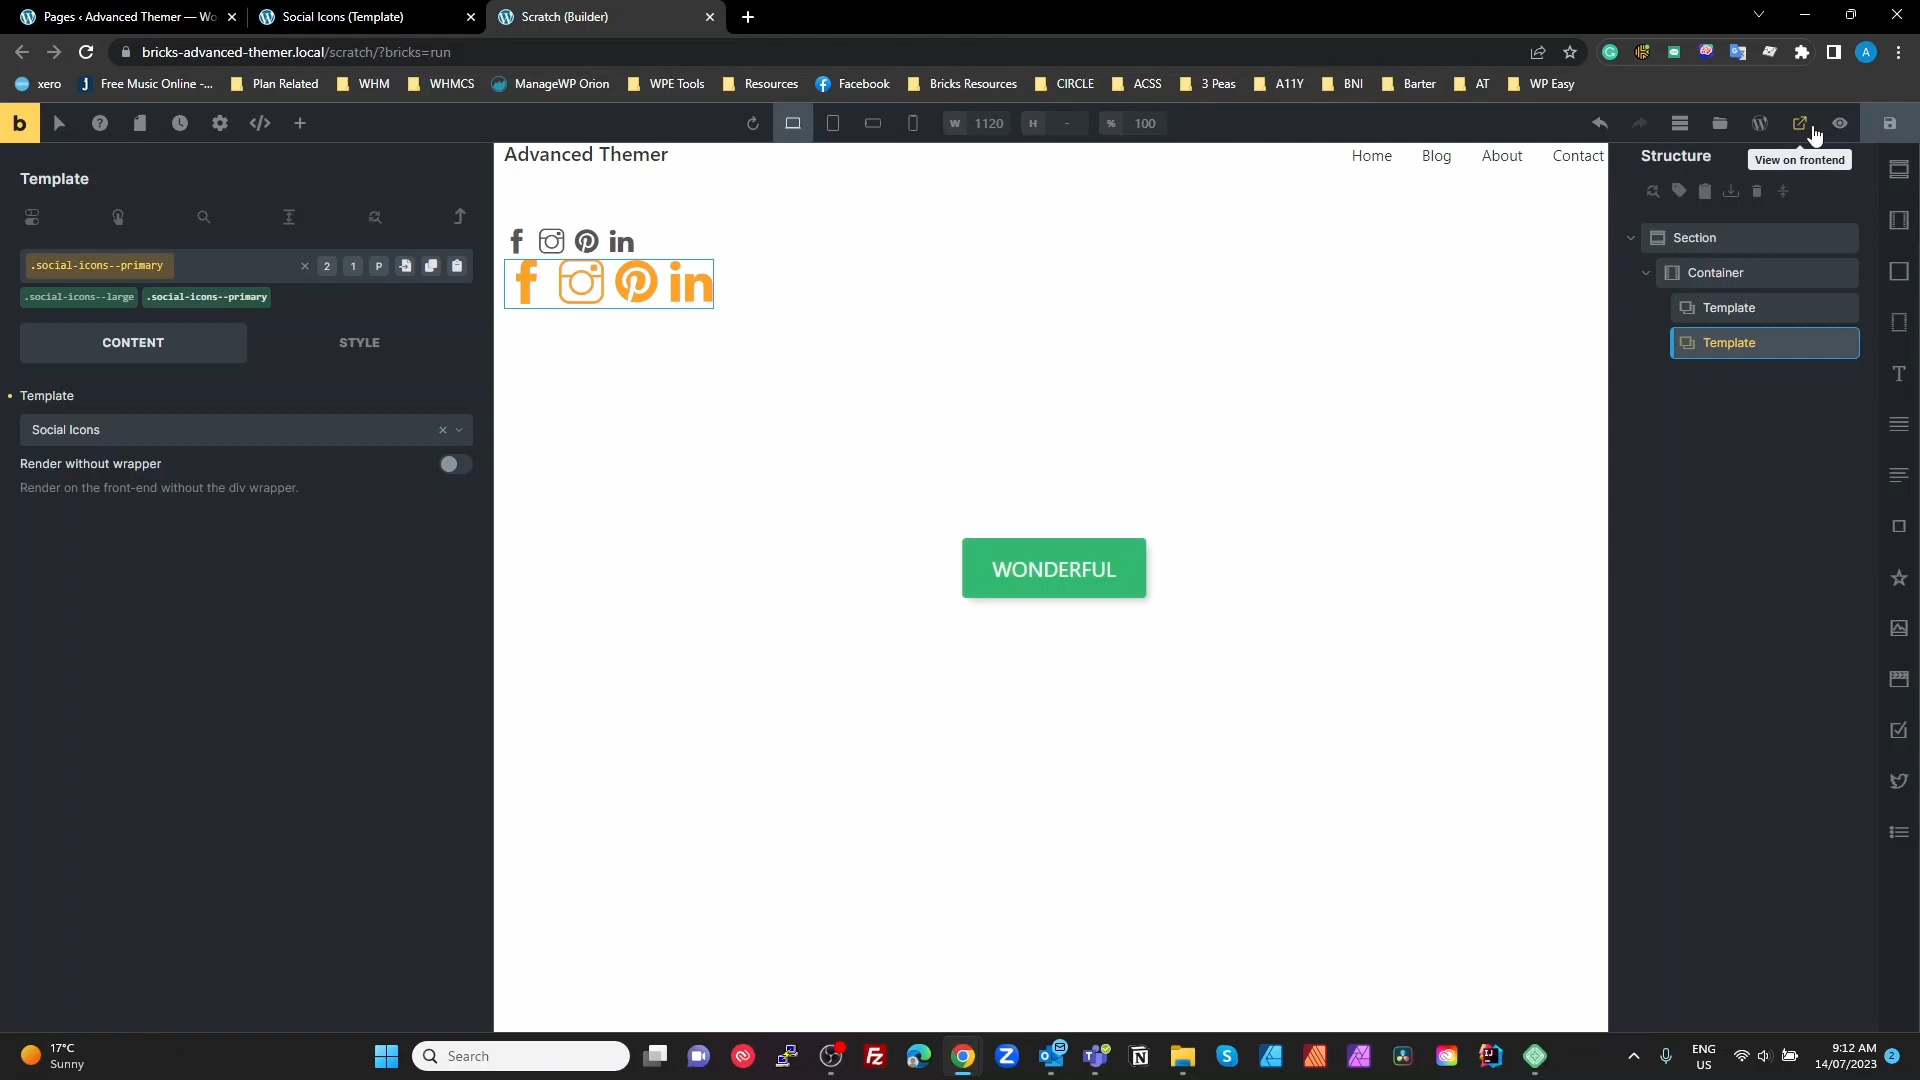 Pages ‹ Advanced Themer — Wo
Social Icons (Template)
Scratch (Builder)
bricks-advanced-themer.local/scratch/?bricks=run
xero
Free Music Online -...
Plan Related
WHM
WHMCS
ManageWP Orion
WPE Tools
Resources
Facebook
Bricks Resources
CIRCLE
ACSS
3 Peas
A11Y
BNI
Barter
AT
WP Easy
b
W 1120
H -
% 100
View on frontend
Template
.social-icons--primary
2
1
P
.social-icons--large
.social-icons--primary
CONTENT
STYLE
Template
Social Icons
Render without wrapper
Render on the front-end without the div wrapper.
Advanced Themer
Home
Blog
About
Contact
WONDERFUL
Structure
Section
Container
Template
Template
17°C
Sunny
Search
ENG
US
9:12 AM
14/07/2023
2